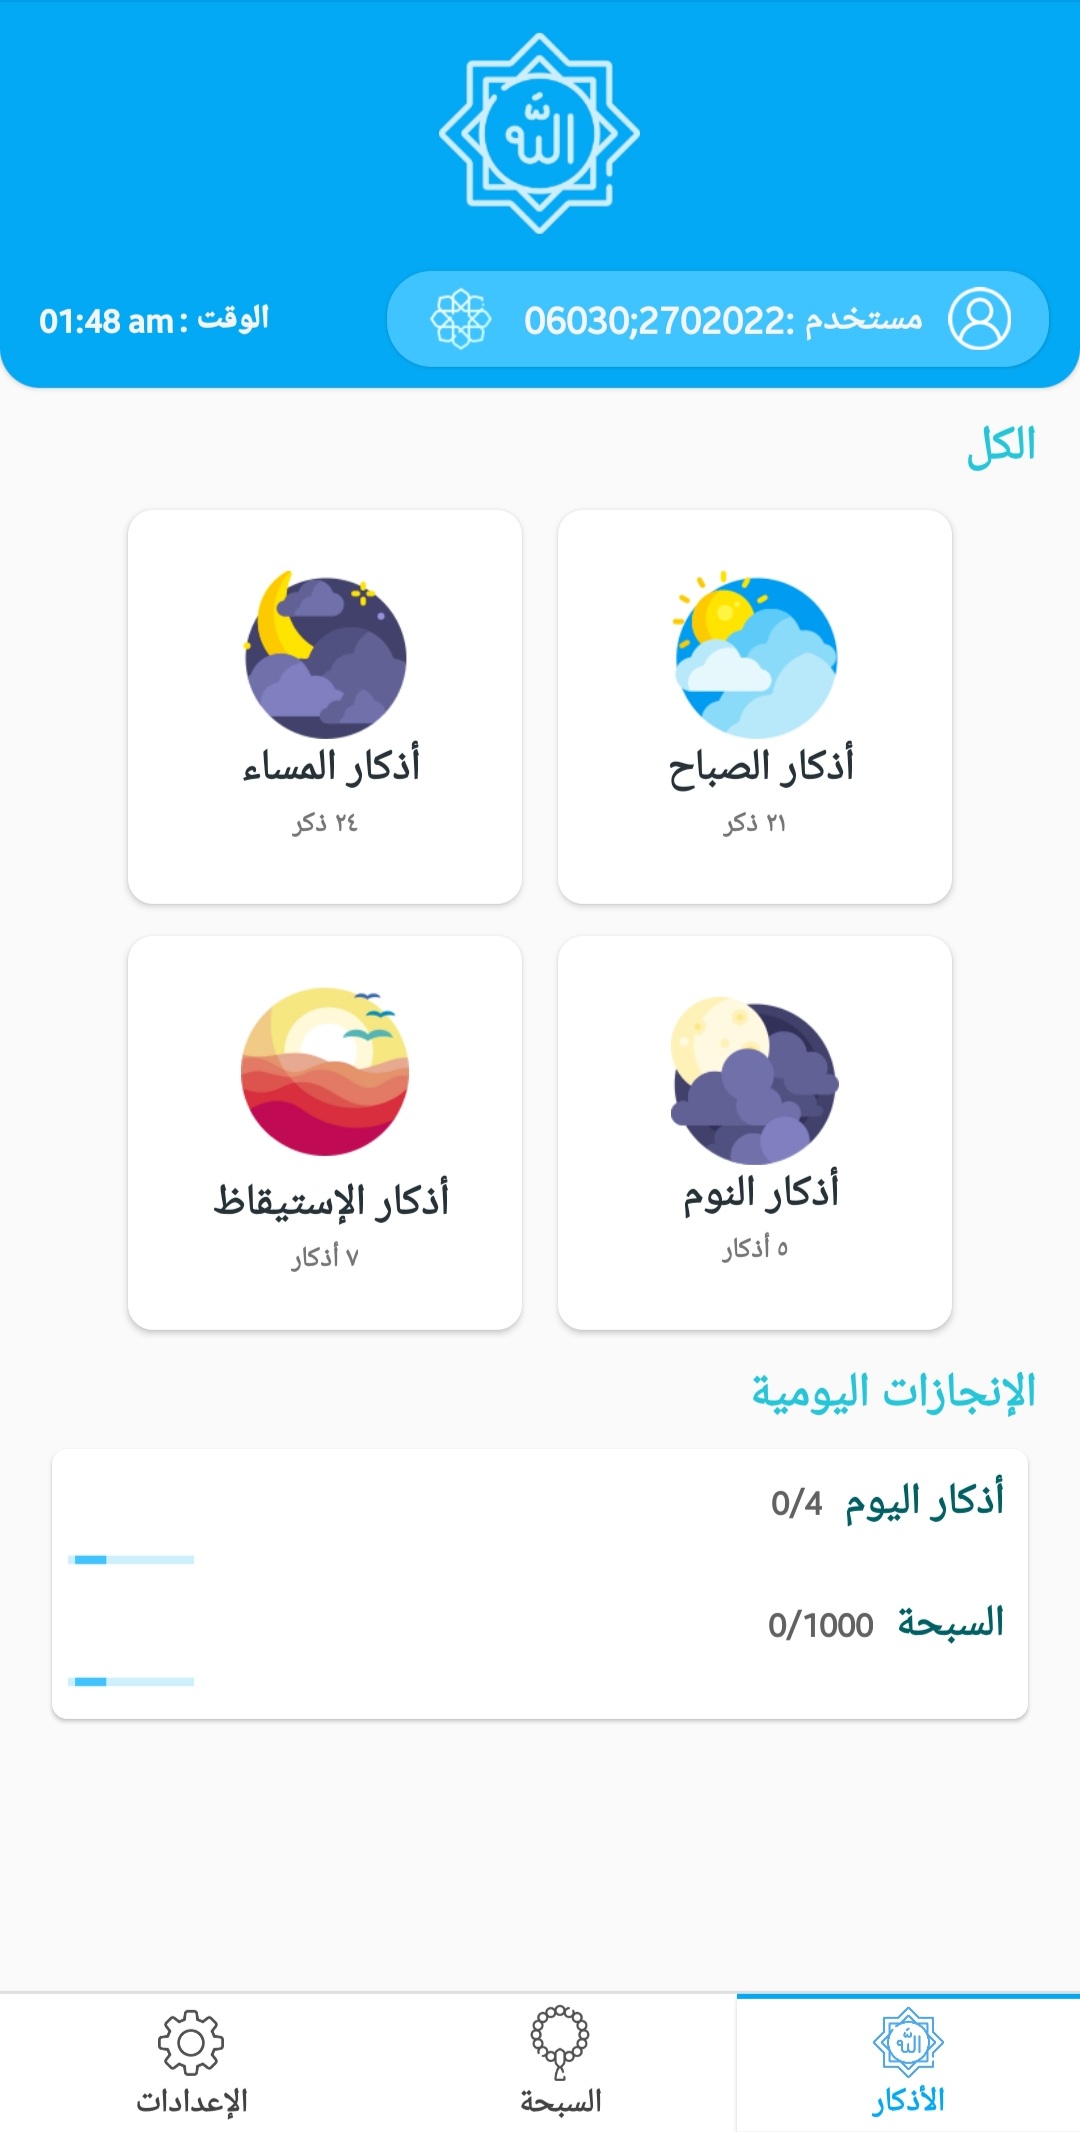 الله
مستخدم :06030;2702022
الوقت : 01:48 am
الكل
أذكار الصباح
٢١ ذكر
أذكار المساء
٢٤ ذكر
أذكار النوم
٥ أذكار
أذكار الإستيقاظ
٧ أذكار
الإنجازات اليومية
أذكار اليوم 0/4
السبحة 0/1000
الله
الأذكار
السبحة
الإعدادات